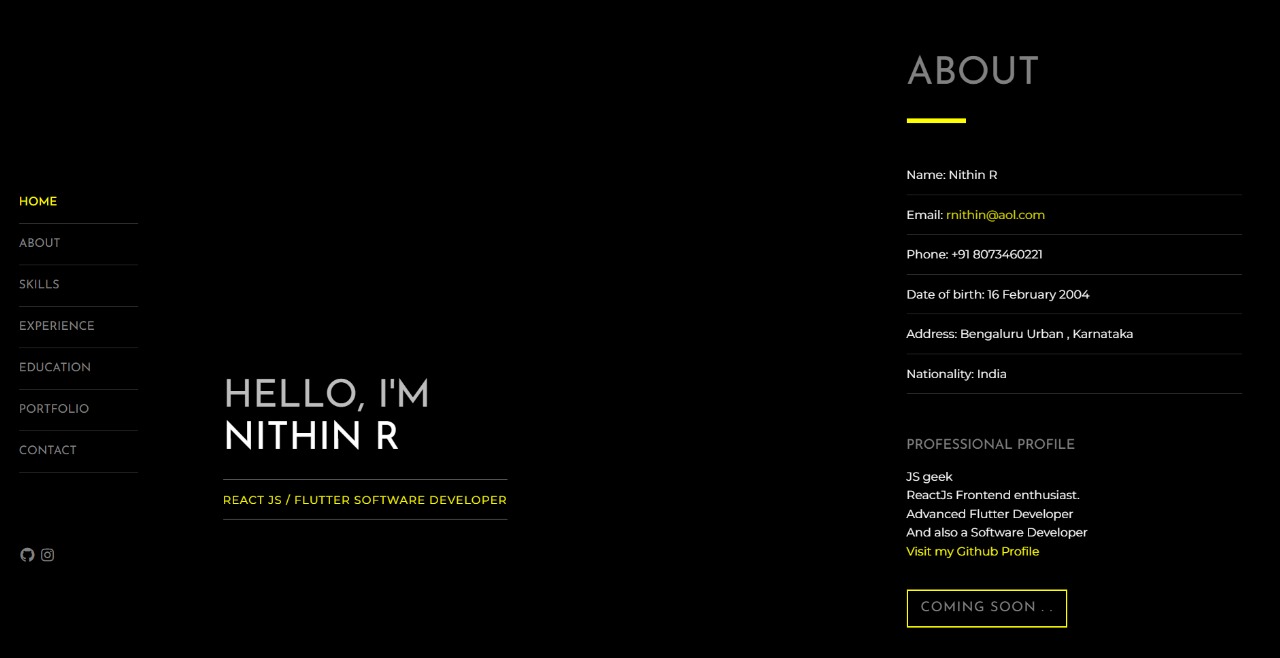 HOME
ABOUT
SKILLS
EXPERIENCE
EDUCATION
PORTFOLIO
CONTACT
HELLO, I'M
NITHIN R
REACT JS / FLUTTER SOFTWARE DEVELOPER
ABOUT
Name: Nithin R
Email: rnithin@aol.com
Phone: +91 8073460221
Date of birth: 16 February 2004
Address: Bengaluru Urban , Karnataka
Nationality: India
PROFESSIONAL PROFILE
JS geek
ReactJs Frontend enthusiast.
Advanced Flutter Developer
And also a Software Developer
Visit my Github Profile
COMING SOON . .